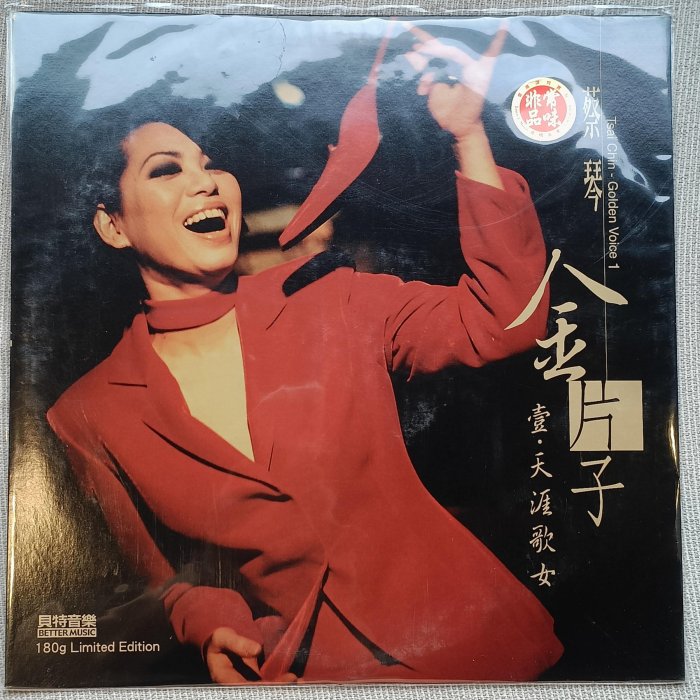 蔡琴
Tsai Chin - Golden Voice 1
金片子
壹·天涯歌女
非常
品味
貝特音樂
BETTER MUSIC
180g Limited Edition